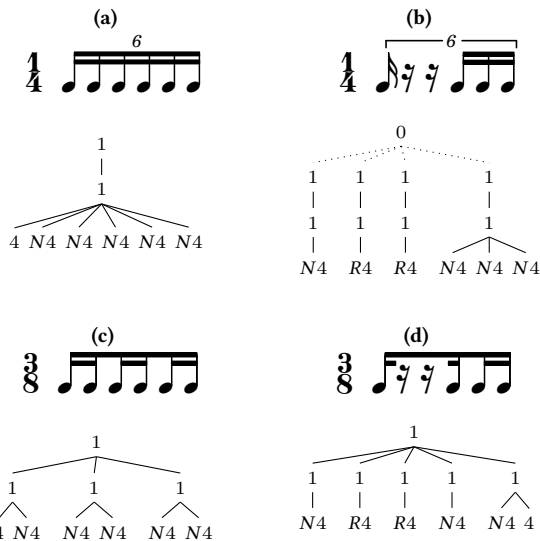 (a) (b)
6 6
1 1
4 4
1
1
4 N4 N4 N4 N4 N4
0
1 1 1 1
1 1 1 1
N4 R4 R4 N4 N4 N4
(c) (d)
3 3
8 8
1
1 1 1
N4 N4 N4 N4 N4
1
1 1 1 1 1
N4 R4 R4 N4 N4 4